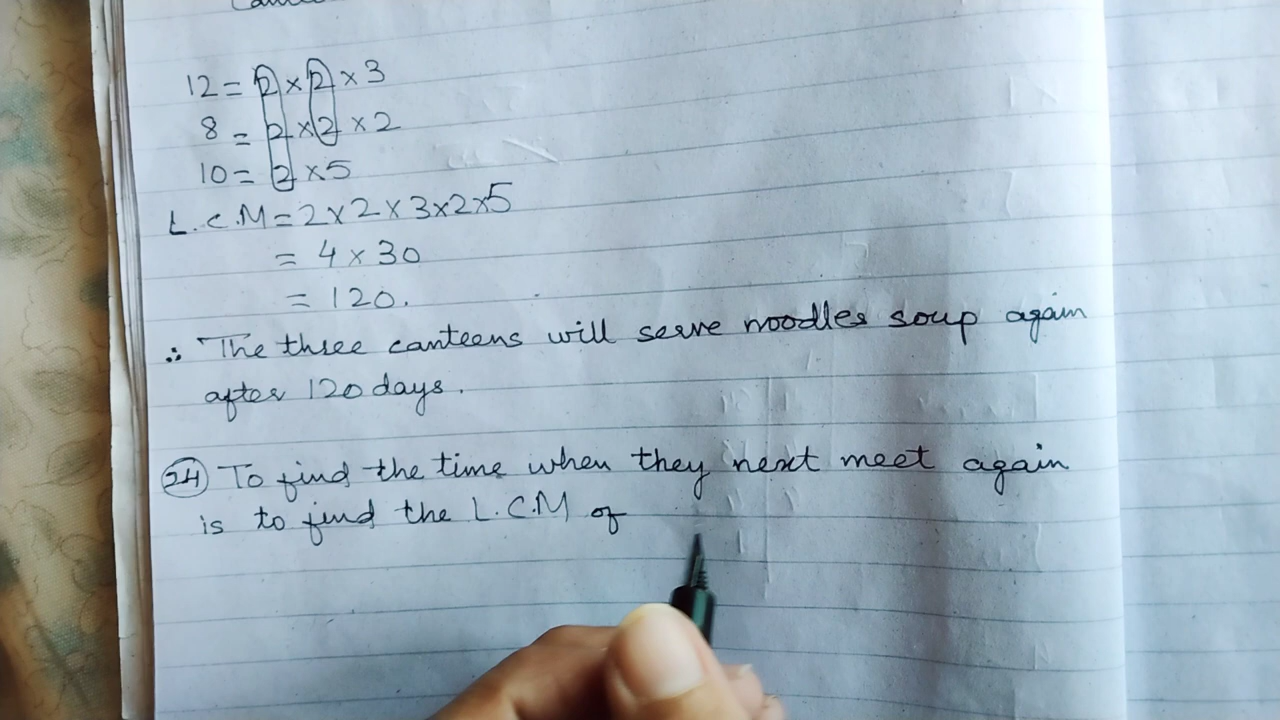 12 = 2 × 2 × 3
8 = 2 × 2 × 2
10 = 2 × 5
L.C.M = 2 × 2 × 3 × 2 × 5
= 4 × 30
= 120.
∴ The three canteens will serve noodles soup again
after 120 days.
24 To find the time when they next meet again
is to find the L.C.M of